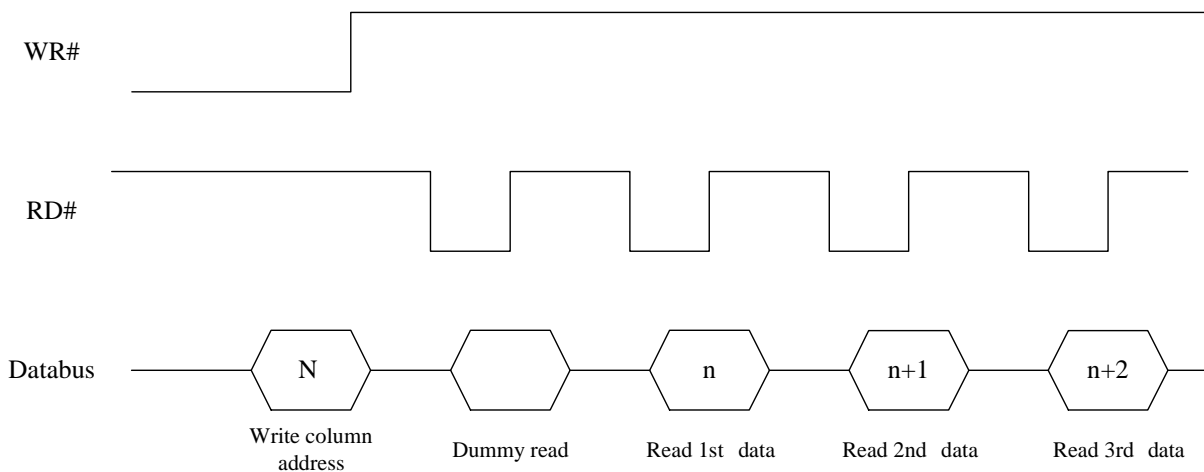 WR#
RD#
Databus
N
n
n+1
n+2
Write column
address
Dummy read
Read 1st data
Read 2nd data
Read 3rd data